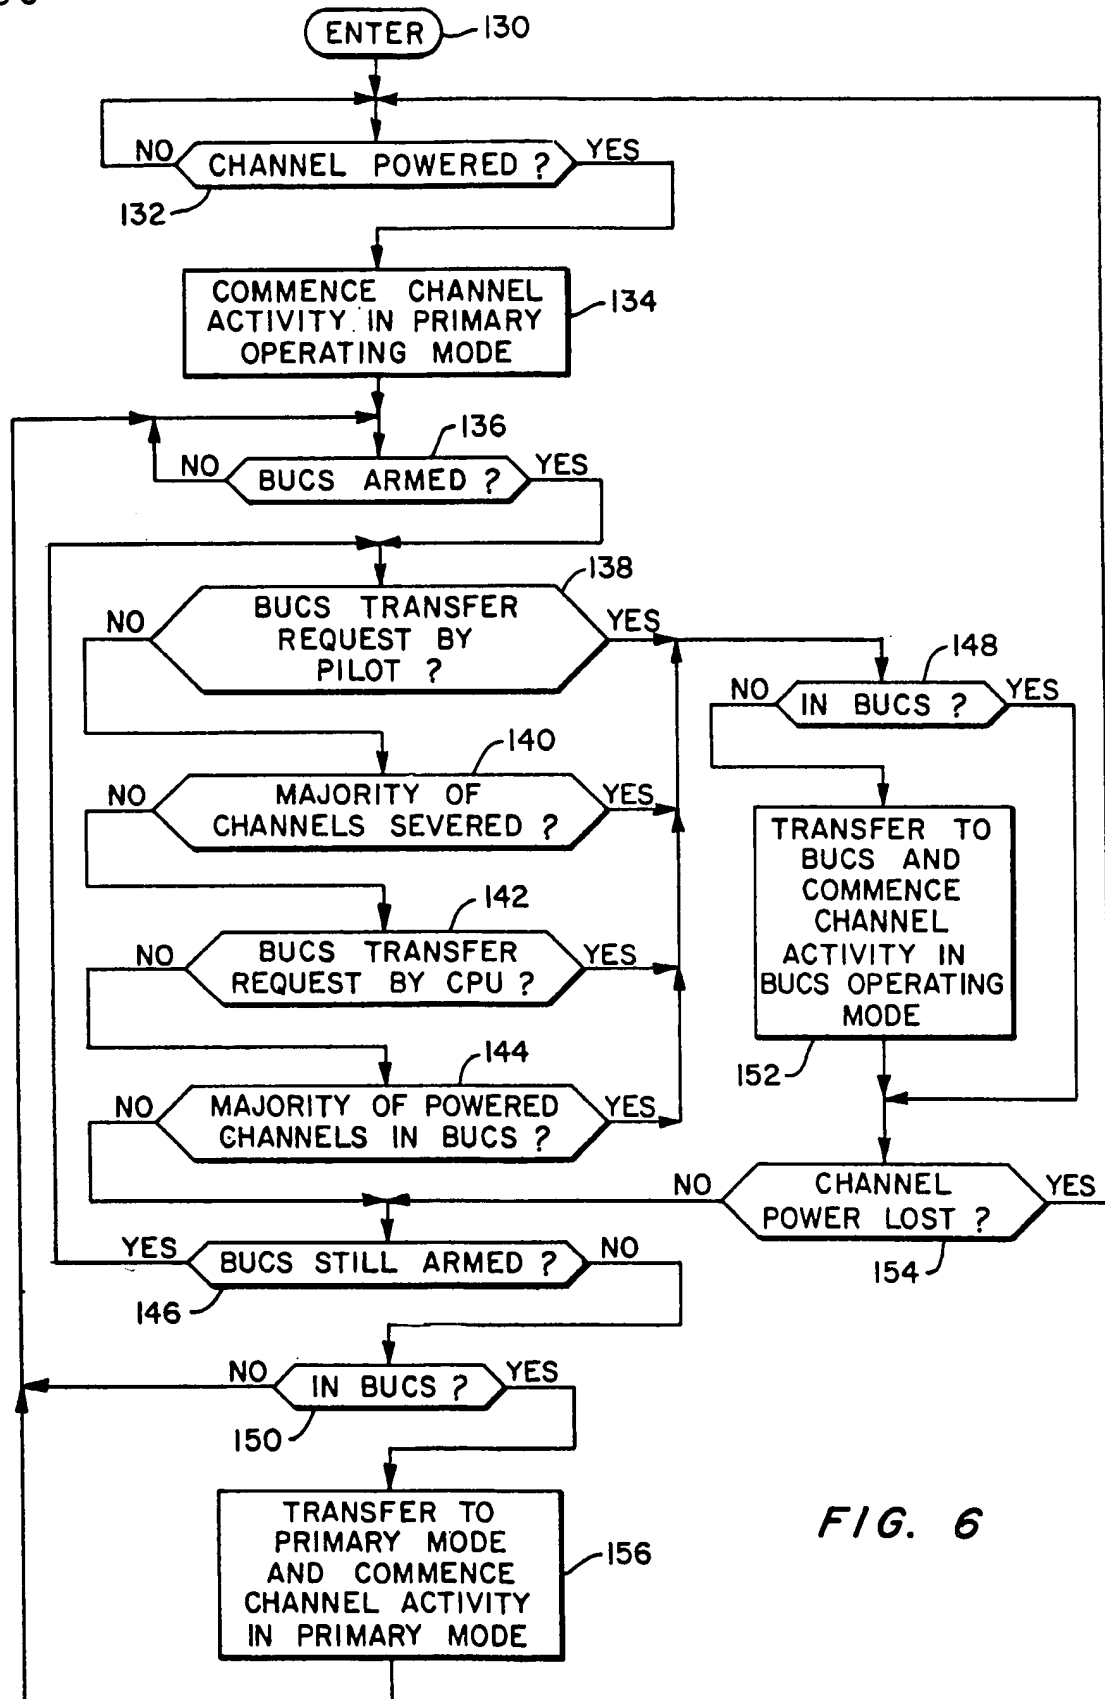 ENTER
130
NO
CHANNEL POWERED ?
YES
132
COMMENCE CHANNEL
ACTIVITY IN PRIMARY
OPERATING MODE
134
136
NO
BUCS ARMED ?
YES
138
NO
BUCS TRANSFER
REQUEST BY
PILOT ?
YES
148
NO
IN BUCS ?
YES
140
NO
MAJORITY OF
CHANNELS SEVERED ?
YES
TRANSFER TO
BUCS AND
COMMENCE
CHANNEL
ACTIVITY IN
BUCS OPERATING
MODE
152
142
NO
BUCS TRANSFER
REQUEST BY CPU ?
YES
144
NO
MAJORITY OF POWERED
CHANNELS IN BUCS ?
YES
NO
CHANNEL
POWER LOST ?
YES
154
YES
BUCS STILL ARMED ?
NO
146
NO
IN BUCS ?
YES
150
TRANSFER TO
PRIMARY MODE
AND COMMENCE
CHANNEL ACTIVITY
IN PRIMARY MODE
156
FIG. 6